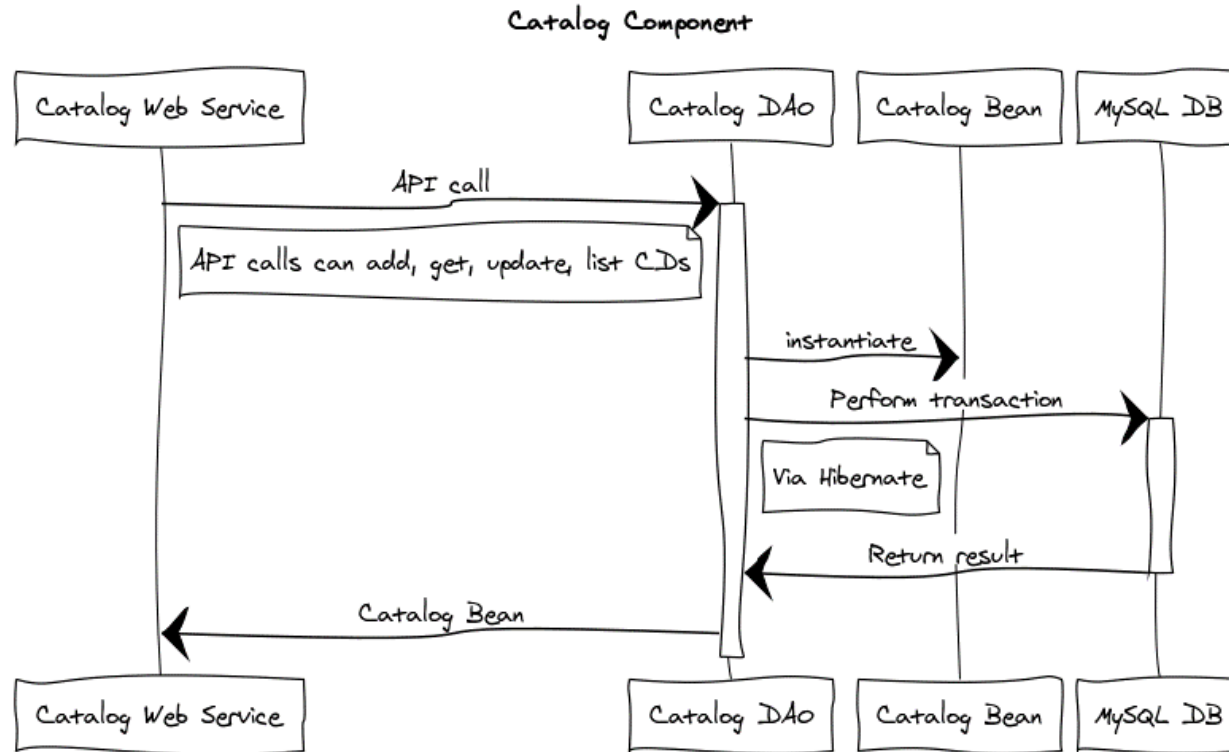 Catalog Component
Catalog Web Service
Catalog DAO
Catalog Bean
MySQL DB
API call
API calls can add, get, update, list CDs
instantiate
Perform transaction
Via Hibernate
Return result
Catalog Bean
Catalog Web Service
Catalog DAO
Catalog Bean
MySQL DB